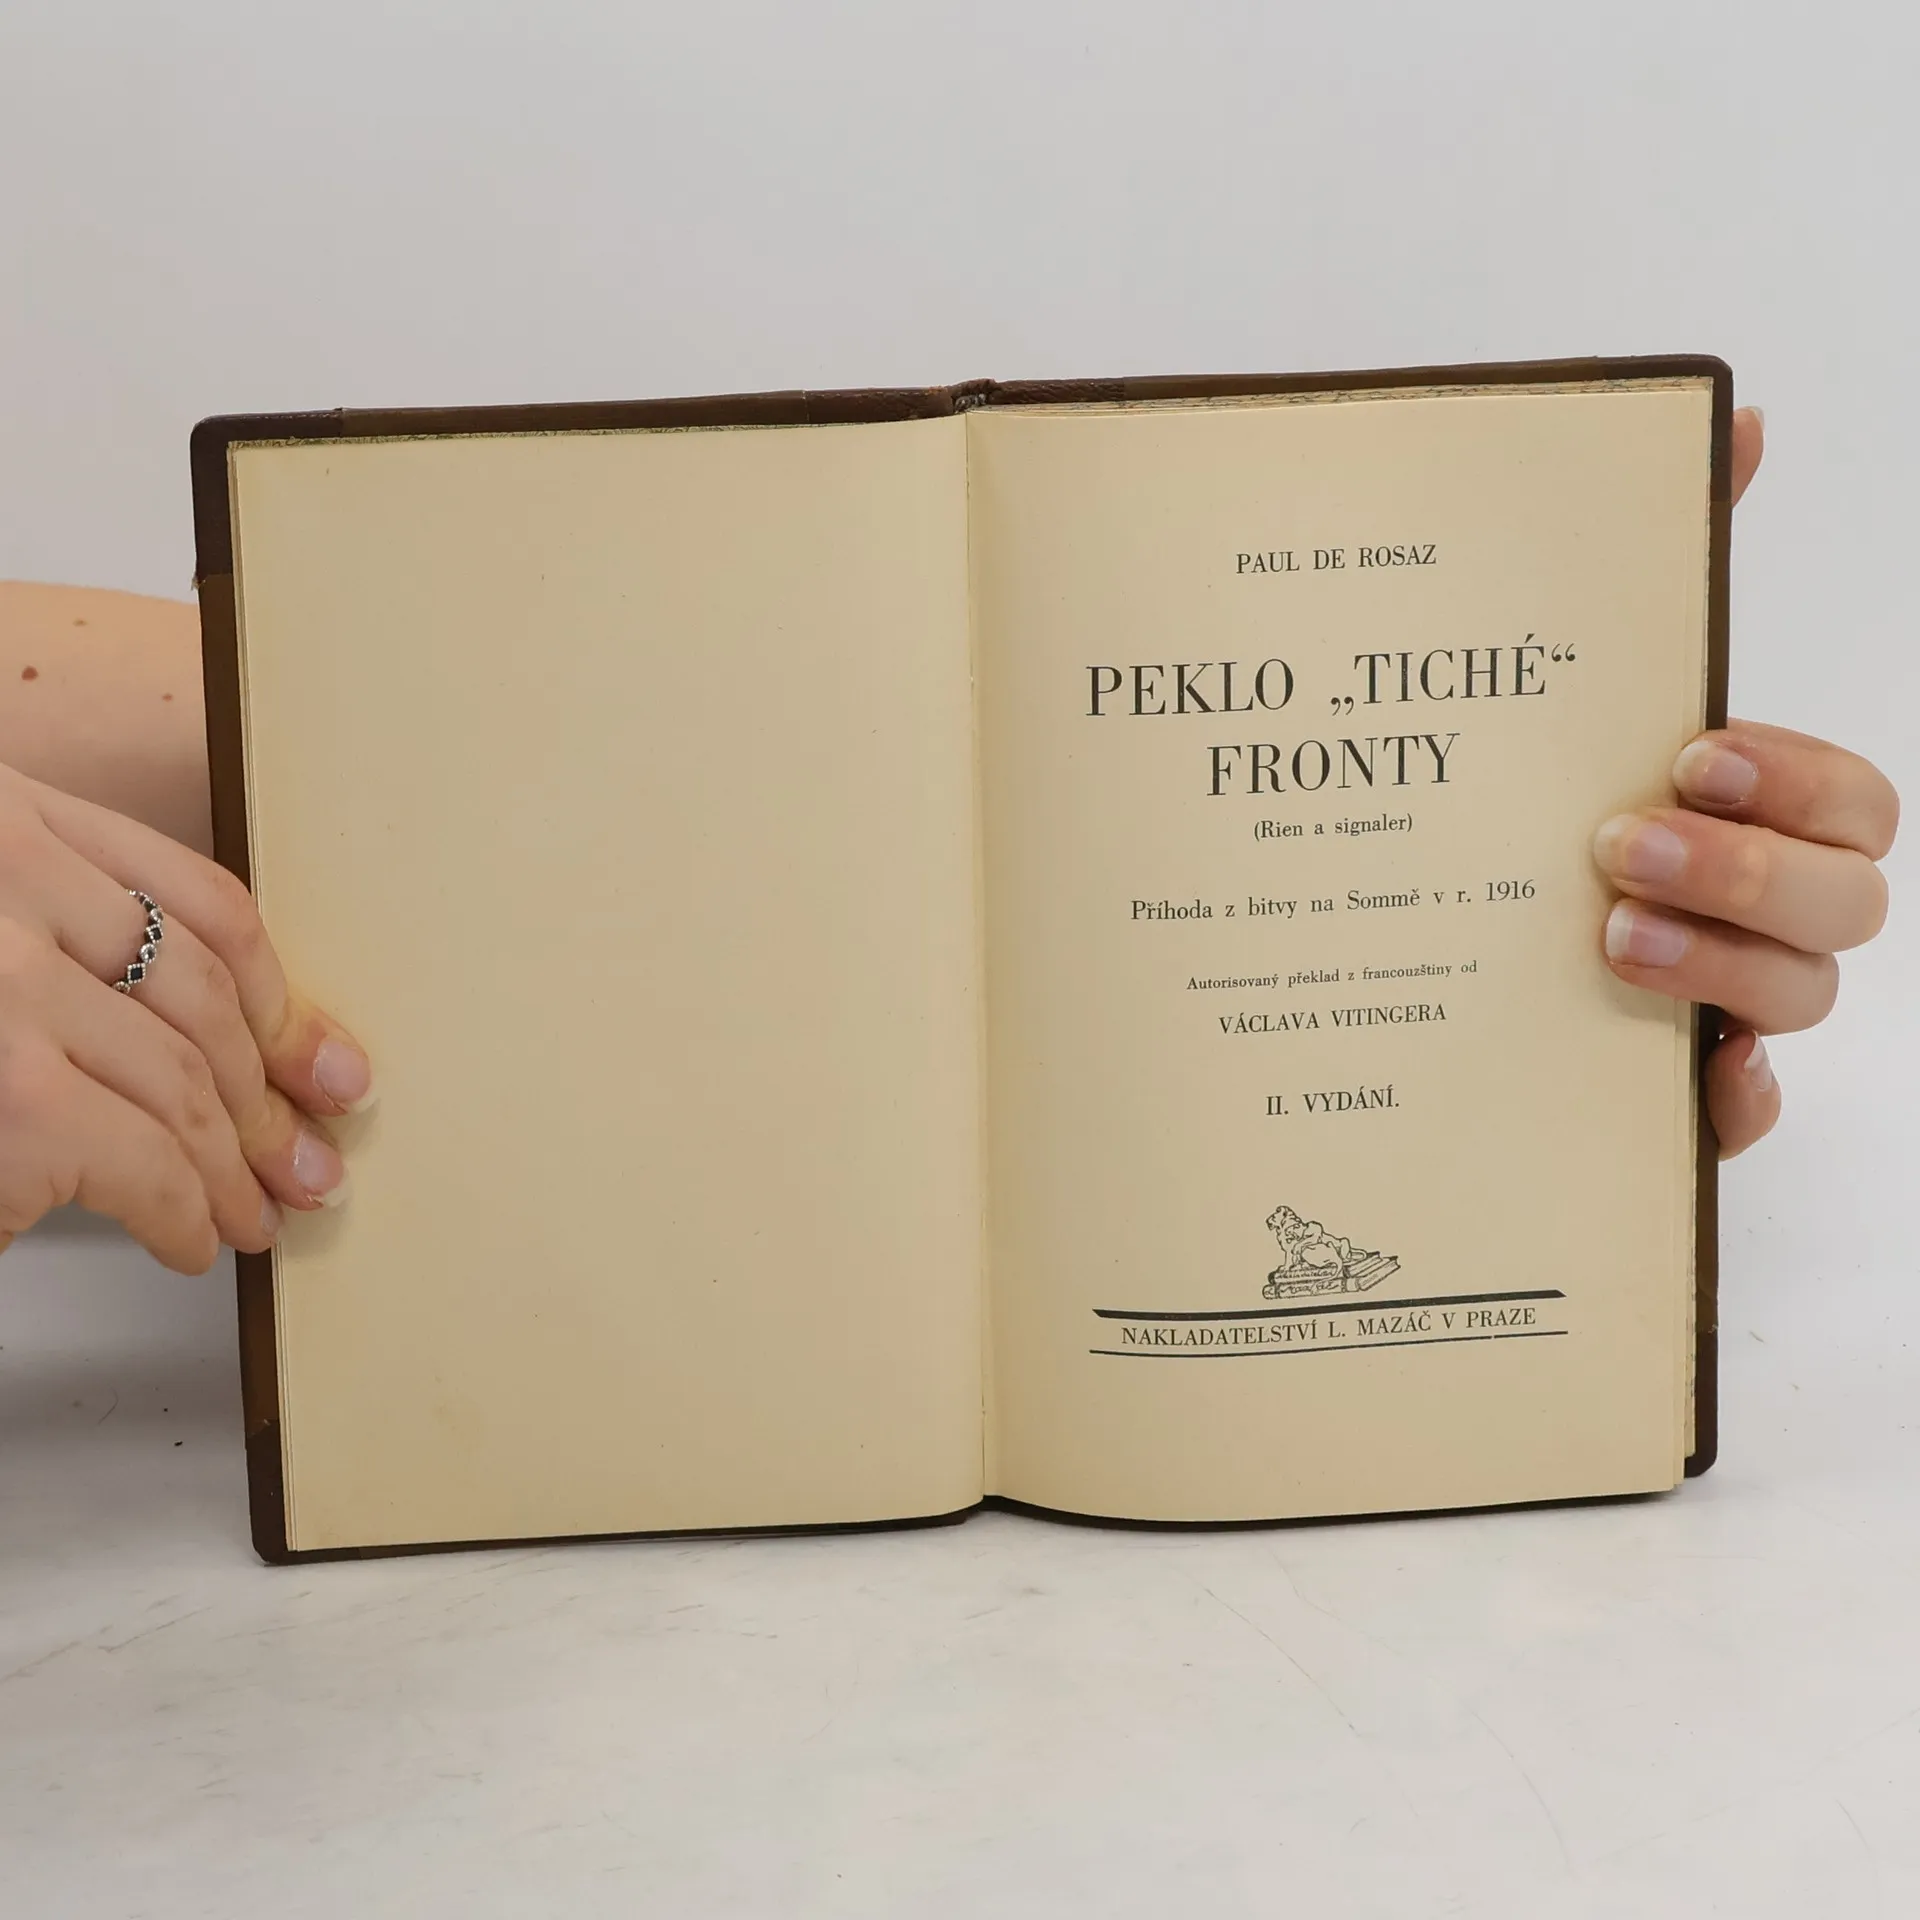 PAUL DE ROSAZ
PEKLO „TICHÉ“
FRONTY
(Rien a signaler)
Příhoda z bitvy na Sommě v r. 1916
Autorisovaný překlad z francouzštiny od
VÁCLAVA VITINGERA
II. VYDÁNÍ.
NAKLADATELSTVÍ L. MAZÁČ V PRAZE